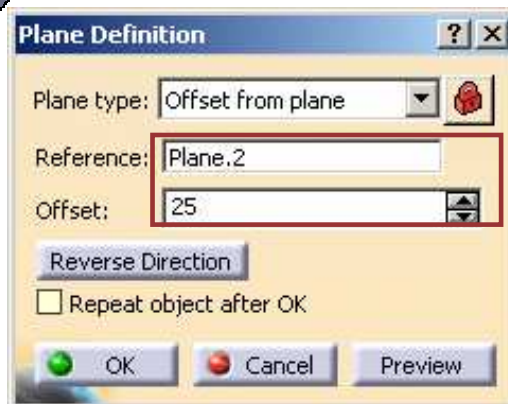 Plane Definition ? ×
Plane type: Offset from plane
Reference: Plane.2
Offset: 25
Reverse Direction
Repeat object after OK
OK Cancel Preview